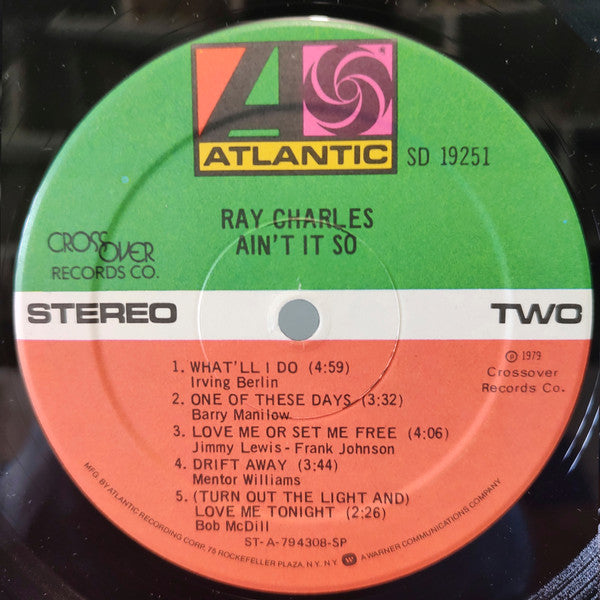 ATLANTIC SD 19251
RAY CHARLES
AIN'T IT SO
CROSS
OVER
RECORDS CO.
STEREO TWO
℗ 1979
Crossover
Records Co.
1. WHAT'LL I DO (4:59)
Irving Berlin
2. ONE OF THESE DAYS (3:32)
Barry Manilow
3. LOVE ME OR SET ME FREE (4:06)
Jimmy Lewis - Frank Johnson
4. DRIFT AWAY (3:44)
Mentor Williams
5. (TURN OUT THE LIGHT AND)
LOVE ME TONIGHT (2:26)
Bob McDill
ST-A-794308-SP
MFG. BY ATLANTIC RECORDING CORP., 75 ROCKEFELLER PLAZA, N.Y. N.Y. A WARNER COMMUNICATIONS COMPANY